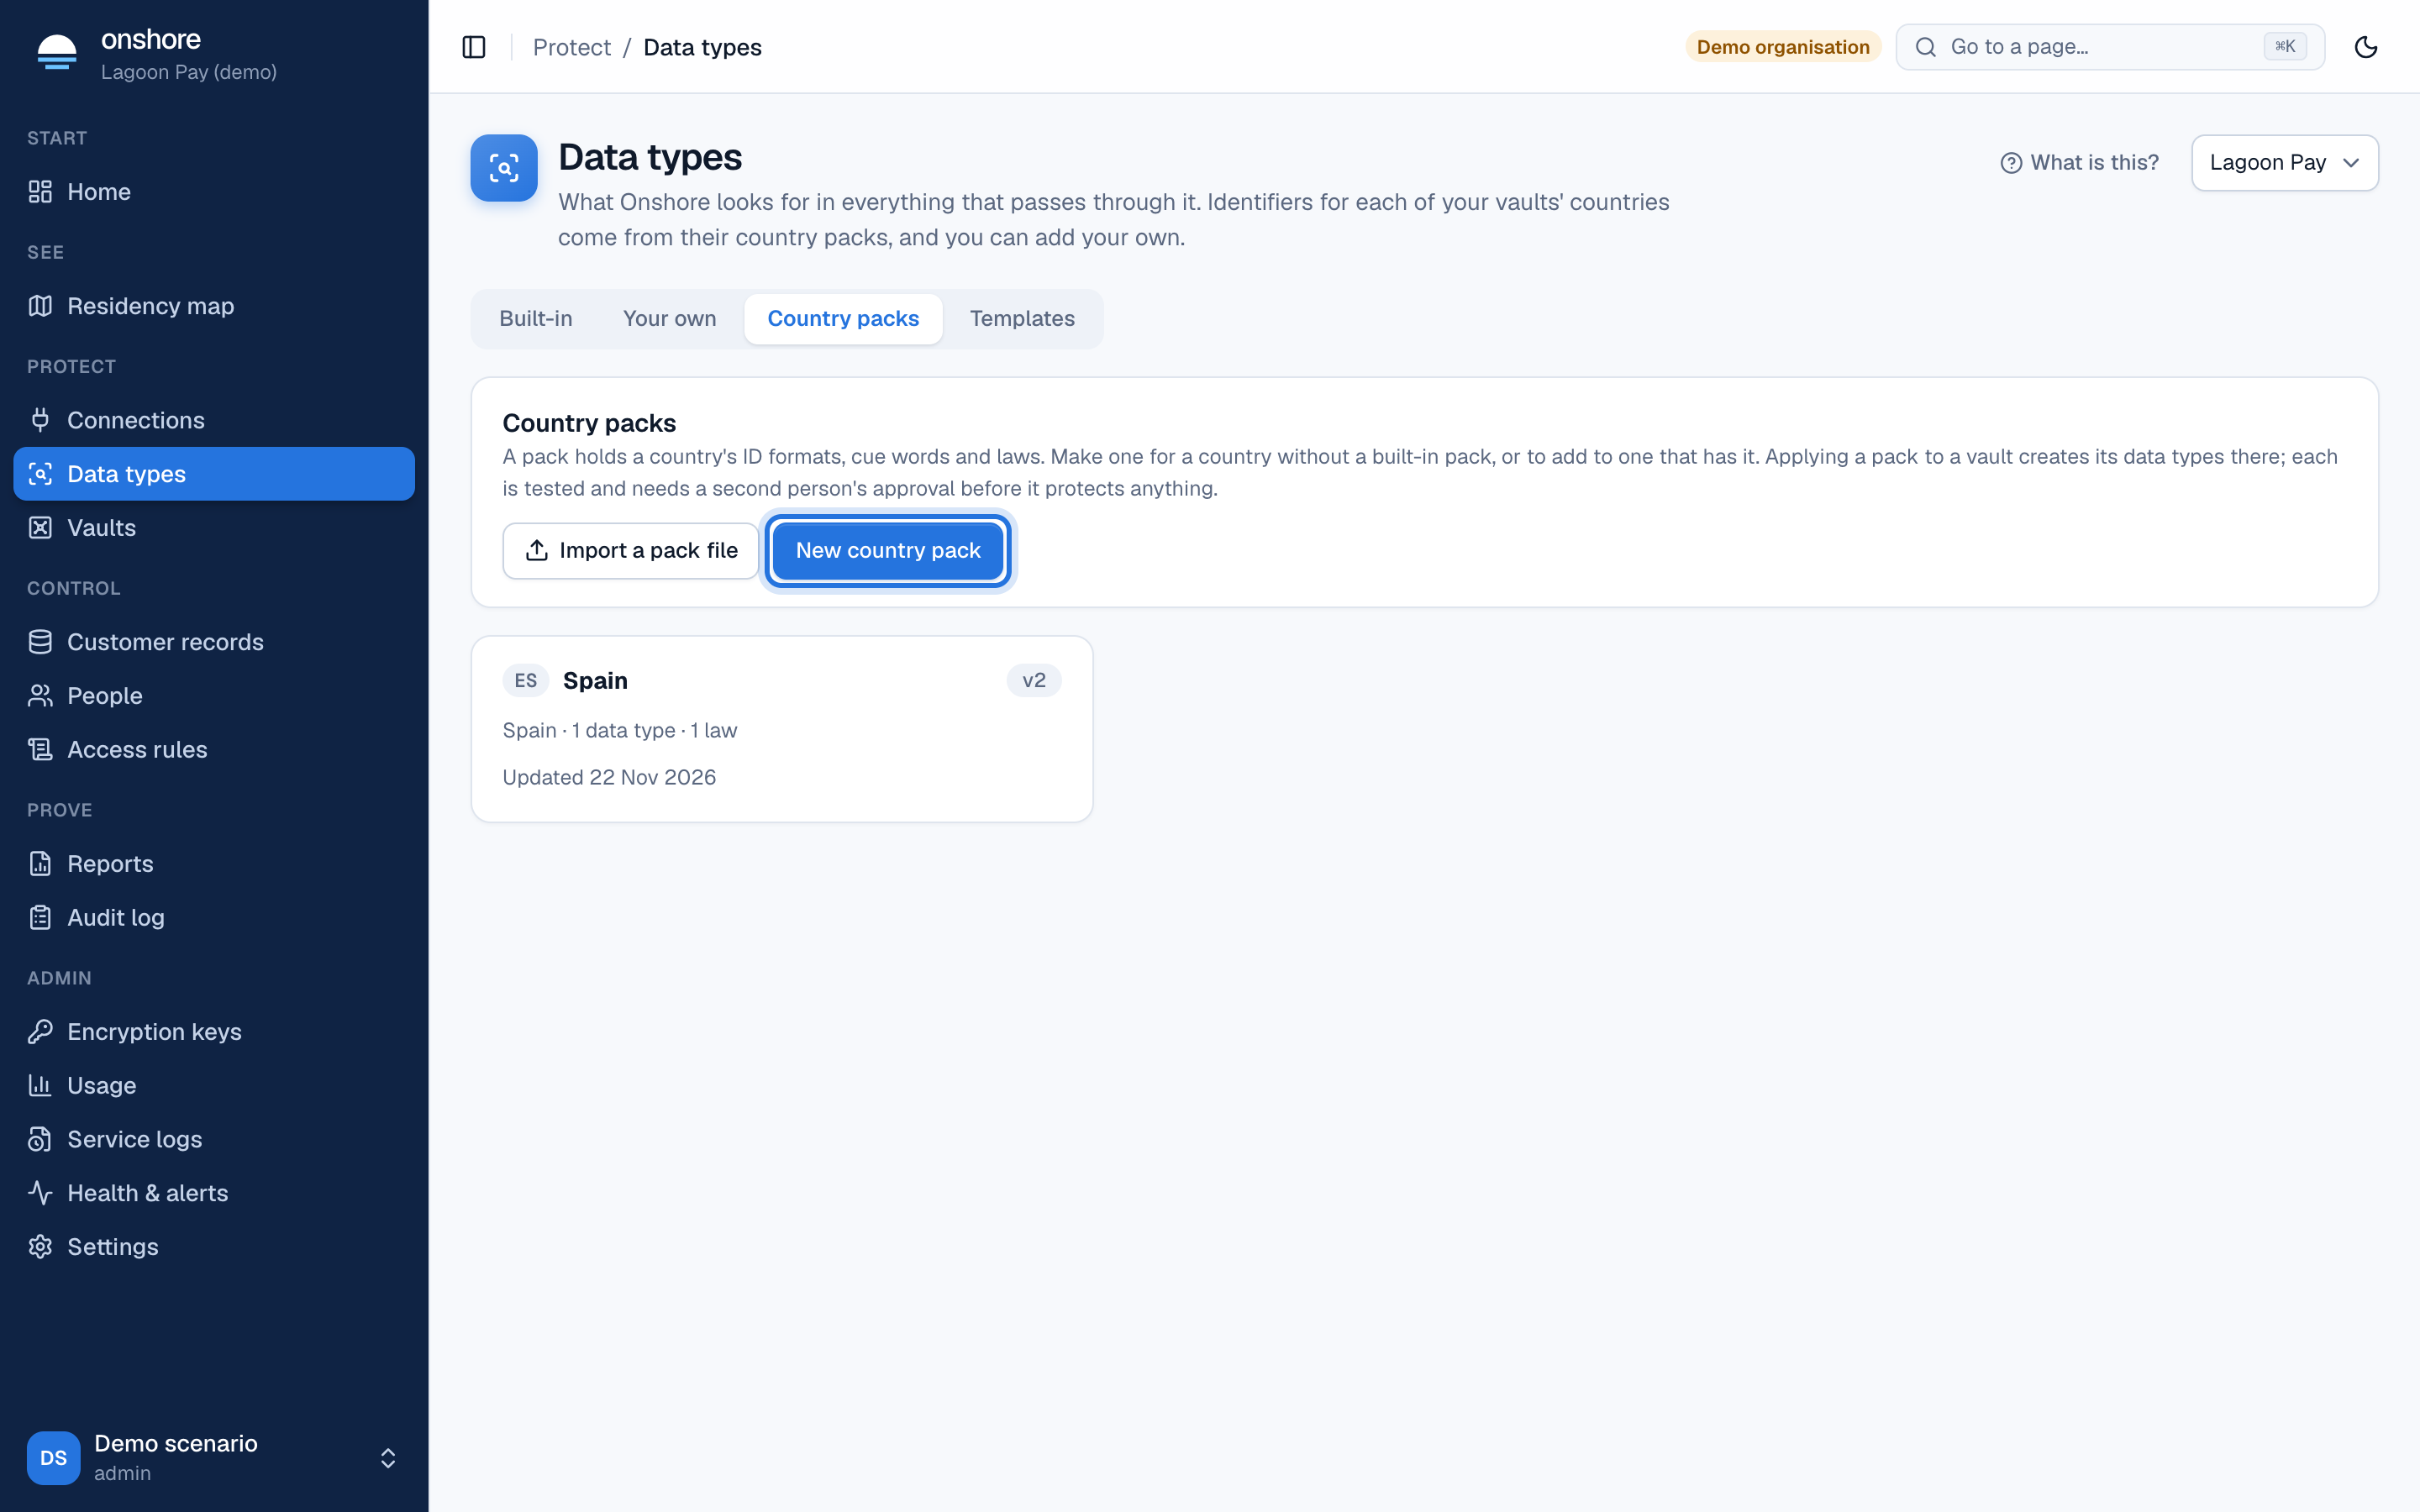 onshore
Lagoon Pay (demo)
START
Home
SEE
Residency map
PROTECT
Connections
Data types
Vaults
CONTROL
Customer records
People
Access rules
PROVE
Reports
Audit log
ADMIN
Encryption keys
Usage
Service logs
Health & alerts
Settings
DS
Demo scenario
admin
Protect / Data types
Demo organisation
Go to a page...
⌘K
Data types
What Onshore looks for in everything that passes through it. Identifiers for each of your vaults' countries
come from their country packs, and you can add your own.
What is this?
Lagoon Pay
Built-in
Your own
Country packs
Templates
Country packs
A pack holds a country's ID formats, cue words and laws. Make one for a country without a built-in pack, or to add to one that has it. Applying a pack to a vault creates its data types there; each
is tested and needs a second person's approval before it protects anything.
Import a pack file
New country pack
ES Spain v2
Spain · 1 data type · 1 law
Updated 22 Nov 2026